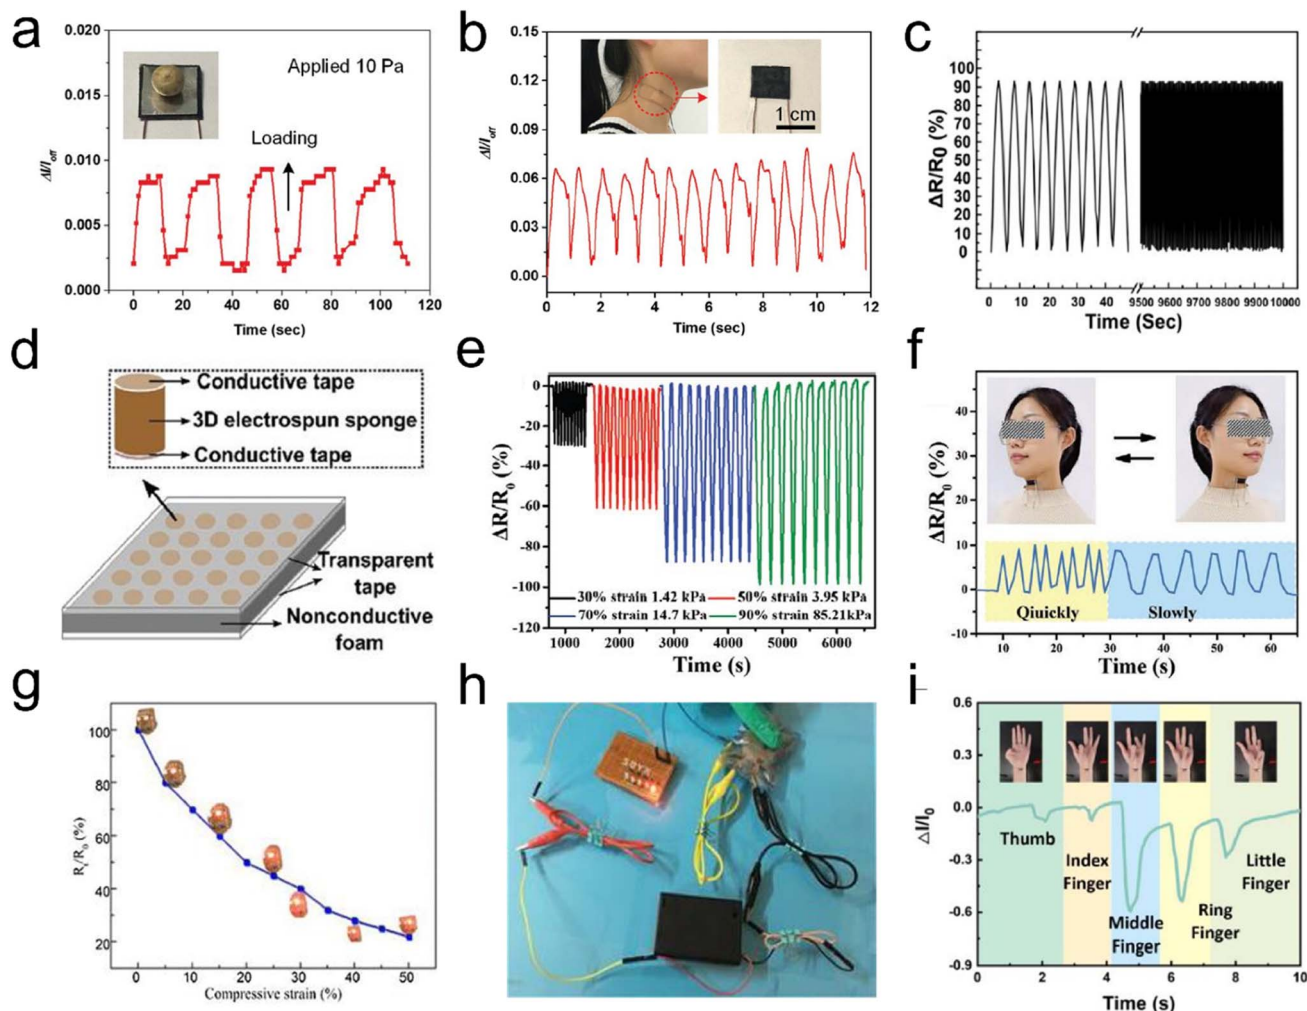 a
0.020
0.015
0.010
0.005
0.000
ΔI/I_off
Applied 10 Pa
Loading
0 20 40 60 80 100 120
Time (sec)
b
0.15
0.12
0.09
0.06
0.03
0.00
ΔI/I_off
1 cm
0 2 4 6 8 10 12
Time (sec)
c
100
90
80
70
60
50
40
30
20
10
0
ΔR/R0 (%)
0 10 20 30 40 9500 9600 9700 9800 9900 10000
Time (Sec)
d
Conductive tape
3D electrospun sponge
Conductive tape
Transparent
tape
Nonconductive
foam
e
0
-20
-40
-60
-80
-100
-120
ΔR/R₀ (%)
30% strain 1.42 kPa 50% strain 3.95 kPa
70% strain 14.7 kPa 90% strain 85.21kPa
1000 2000 3000 4000 5000 6000
Time (s)
f
50
40
30
20
10
0
-10
ΔR/R₀ (%)
Qiuickly Slowly
10 20 30 40 50 60
Time (s)
g
100
80
60
40
20
0 10 20 30 40 50
Compressive strain (%)
h
i
0.6
0.3
0.0
-0.3
-0.6
-0.9
ΔI/I₀
Thumb
Index
Finger
Middle
Finger
Ring
Finger
Little
Finger
0 2 4 6 8 10
Time (s)